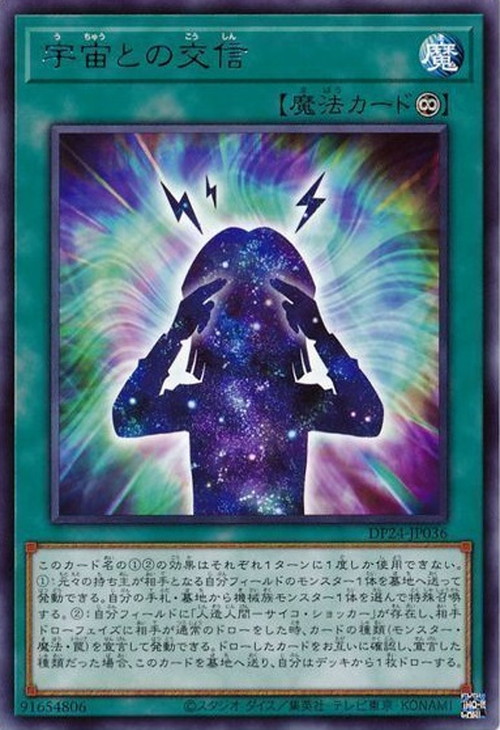 宇宙との交信
魔
【魔法カード】
DP24-JP036
このカード名の①②の効果はそれぞれ1ターンに1度しか使用できない。
①:元々の持ち主が相手となる自分フィールドのモンスター1体を墓地へ送って
発動できる。自分の手札・墓地から機械族モンスター1体を選んで特殊召喚
する。②:自分フィールドに「人造人間-サイコ・ショッカー」が存在し、相手
ドローフェイズに相手が通常のドローをした時、カードの種類(モンスター・
魔法・罠)を宣言して発動できる。ドローしたカードをお互いに確認し、宣言した
種類だった場合、このカードを墓地へ送り、自分はデッキから1枚ドローする。
91654806
©スタジオ・ダイス/集英社・テレビ東京・KONAMI